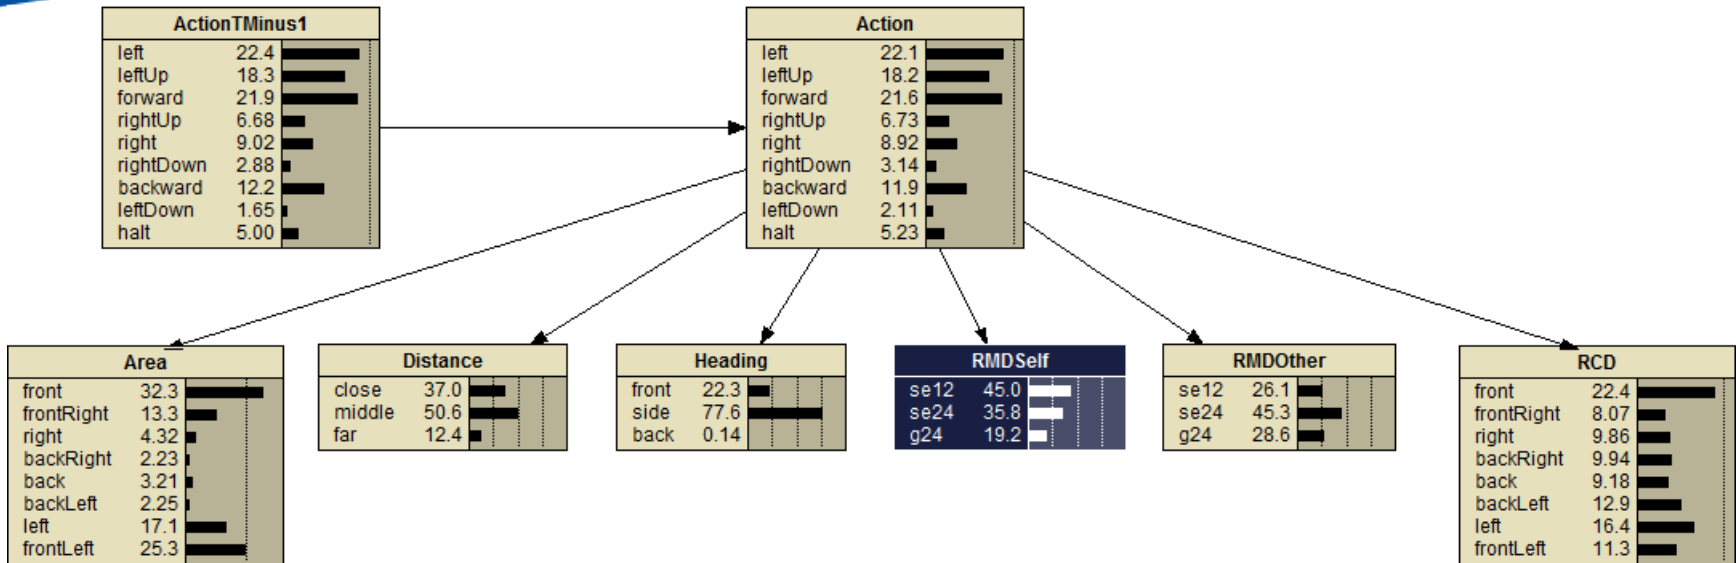 ActionTMinus1
left 22.4
leftUp 18.3
forward 21.9
rightUp 6.68
right 9.02
rightDown 2.88
backward 12.2
leftDown 1.65
halt 5.00
Action
left 22.1
leftUp 18.2
forward 21.6
rightUp 6.73
right 8.92
rightDown 3.14
backward 11.9
leftDown 2.11
halt 5.23
Area
front 32.3
frontRight 13.3
right 4.32
backRight 2.23
back 3.21
backLeft 2.25
left 17.1
frontLeft 25.3
Distance
close 37.0
middle 50.6
far 12.4
Heading
front 22.3
side 77.6
back 0.14
RMDSelf
se12 45.0
se24 35.8
g24 19.2
RMDOther
se12 26.1
se24 45.3
g24 28.6
RCD
front 22.4
frontRight 8.07
right 9.86
backRight 9.94
back 9.18
backLeft 12.9
left 16.4
frontLeft 11.3